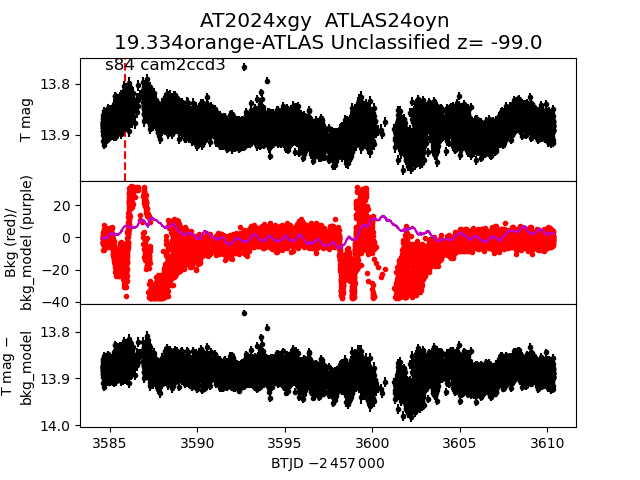 AT2024xgy  ATLAS24oyn
19.334orange-ATLAS Unclassified z= -99.0
s84 cam2ccd3
13.8
13.9
T mag
20
0
−20
−40
Bkg (red)/
bkg_model (purple)
13.8
13.9
14.0
T mag −
bkg_model
3585 3590 3595 3600 3605 3610
BTJD −2 457 000